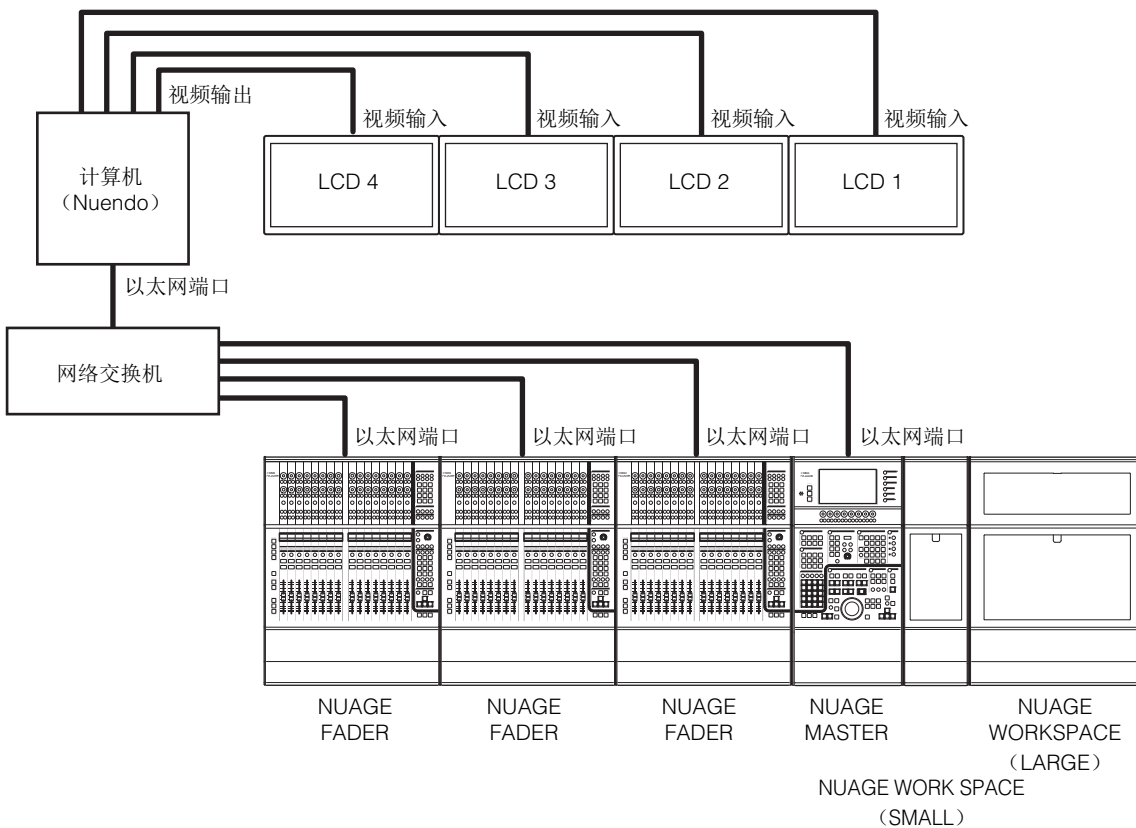 视频输出
视频输入
视频输入
视频输入
视频输入
计算机
（Nuendo）
LCD 4
LCD 3
LCD 2
LCD 1
以太网端口
网络交换机
以太网端口
以太网端口
以太网端口
以太网端口
NUAGE
FADER
NUAGE
FADER
NUAGE
FADER
NUAGE
MASTER
NUAGE
WORKSPACE
（LARGE）
NUAGE WORK SPACE
（SMALL）